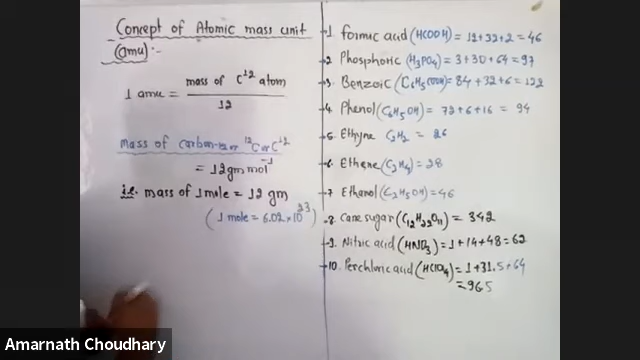 Concept of Atomic mass unit
(amu):-
1 amu = mass of C¹² atom
12
Mass of carbon-12 or ¹²C or C¹²
= 12 gm mol⁻¹
i.e. mass of 1 mole = 12 gm
(1 mole = 6.02×10²³)
1 formic acid (HCOOH) = 12+32+2 = 46
2. Phosphoric (H₃PO₄) = 3+30+64 = 97
3. Benzoic (C₆H₅COOH) = 84+32+6 = 122
4. Phenol (C₆H₅OH) = 72+6+16 = 94
5. Ethyne C₂H₂ = 26
6. Ethene (C₂H₄) = 28
7. Ethanol (C₂H₅OH) = 46
8. Cane sugar (C₁₂H₂₂O₁₁) = 342
9. Nitric acid (HNO₃) = 1+14+48 = 62
10. Perchloric acid (HClO₄) = 1+31.5+64
= 96.5
Amarnath Choudhary